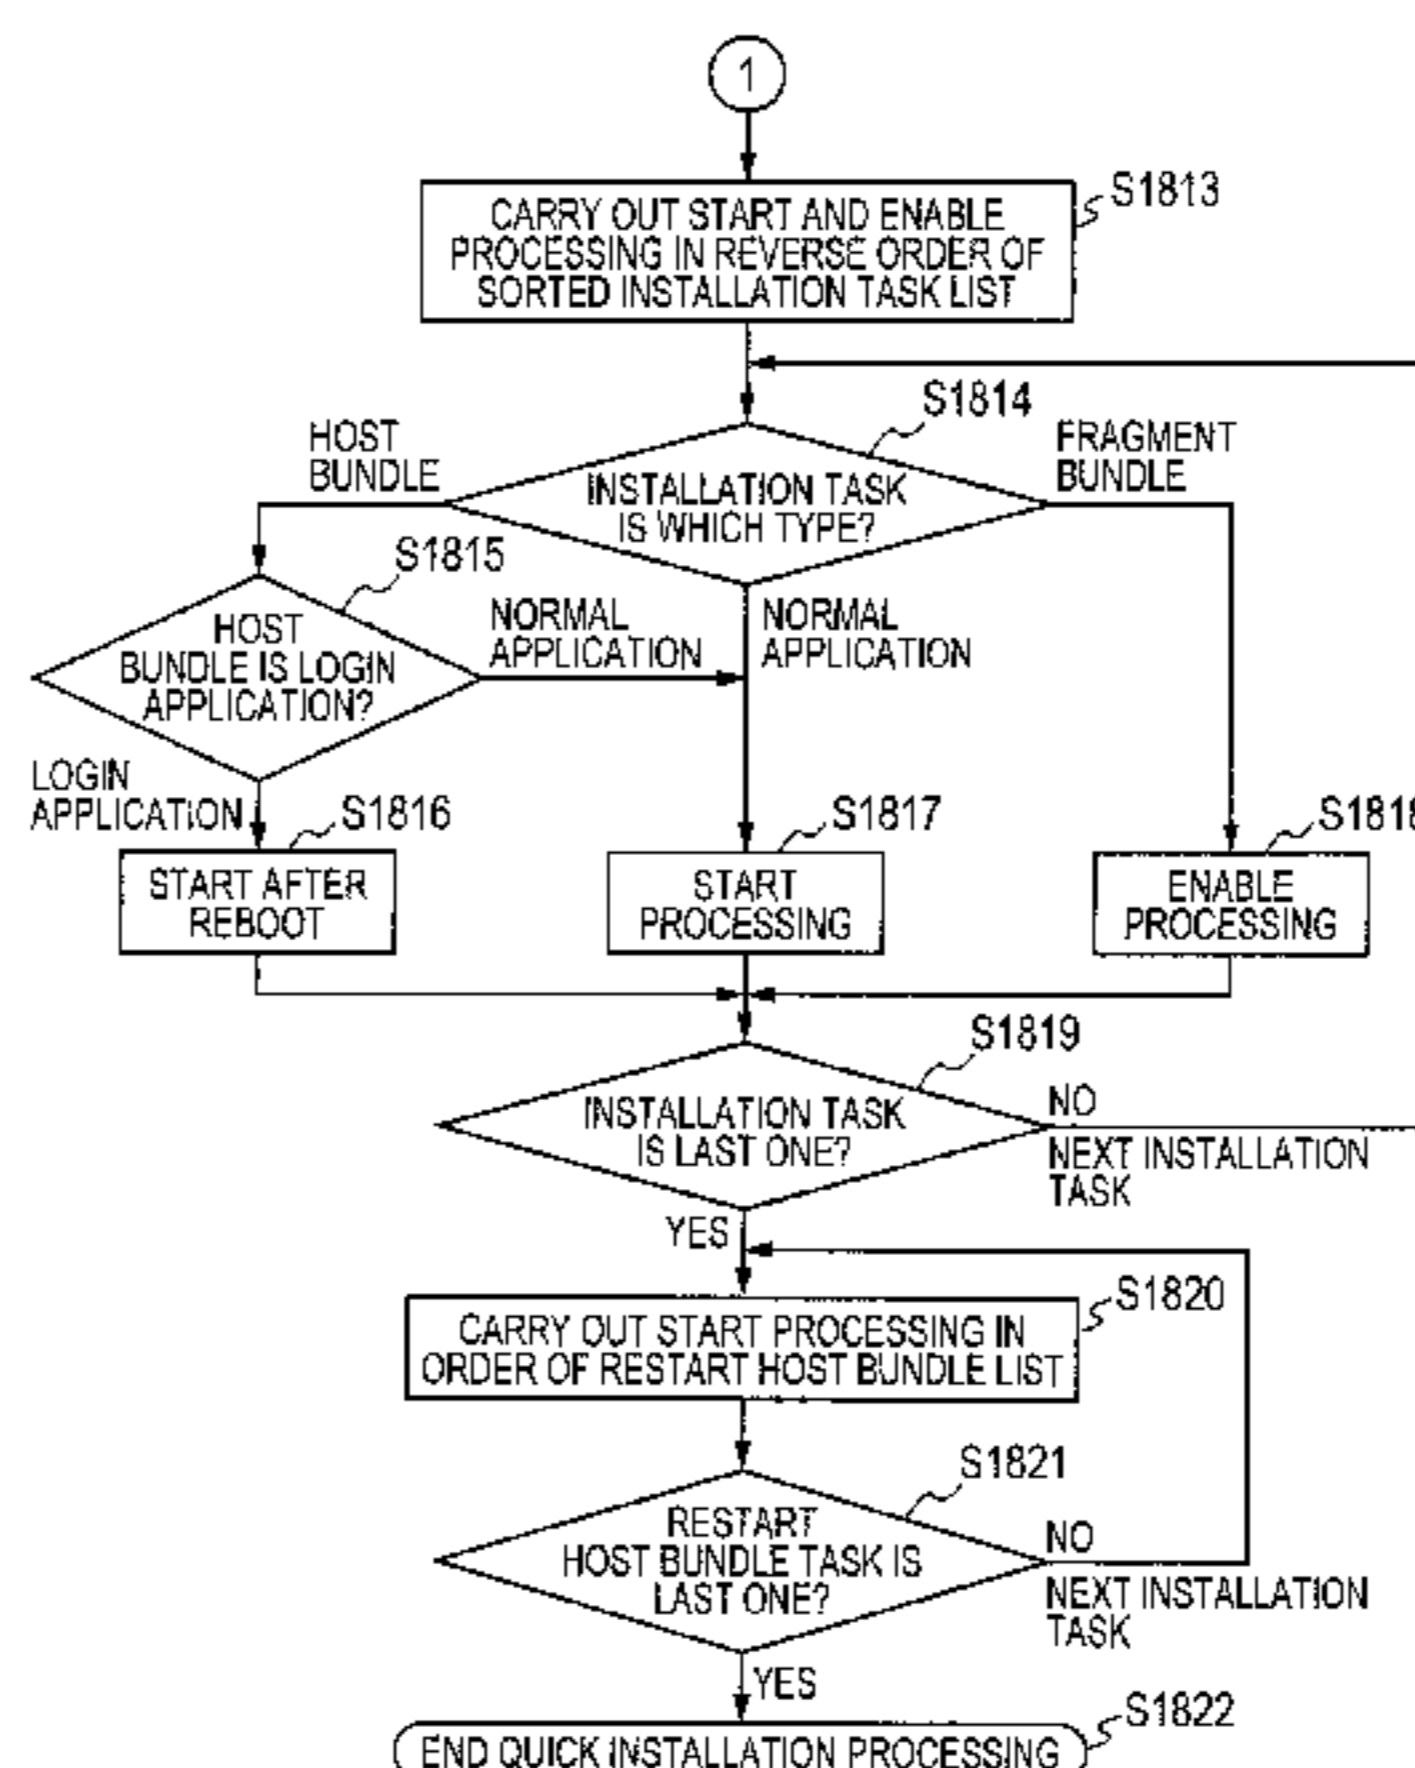 1
S1813
CARRY OUT START AND ENABLE
PROCESSING IN REVERSE ORDER OF
SORTED INSTALLATION TASK LIST
S1814
HOST
BUNDLE
FRAGMENT
BUNDLE
INSTALLATION TASK
IS WHICH TYPE?
S1815
HOST
BUNDLE IS LOGIN
APPLICATION?
NORMAL
APPLICATION
NORMAL
APPLICATION
LOGIN
APPLICATION
S1816
START AFTER
REBOOT
S1817
START
PROCESSING
S1818
ENABLE
PROCESSING
S1819
INSTALLATION TASK
IS LAST ONE?
NO
NEXT INSTALLATION
TASK
YES
S1820
CARRY OUT START PROCESSING IN
ORDER OF RESTART HOST BUNDLE LIST
S1821
RESTART
HOST BUNDLE TASK IS
LAST ONE?
NO
NEXT INSTALLATION
TASK
YES
S1822
END QUICK INSTALLATION PROCESSING